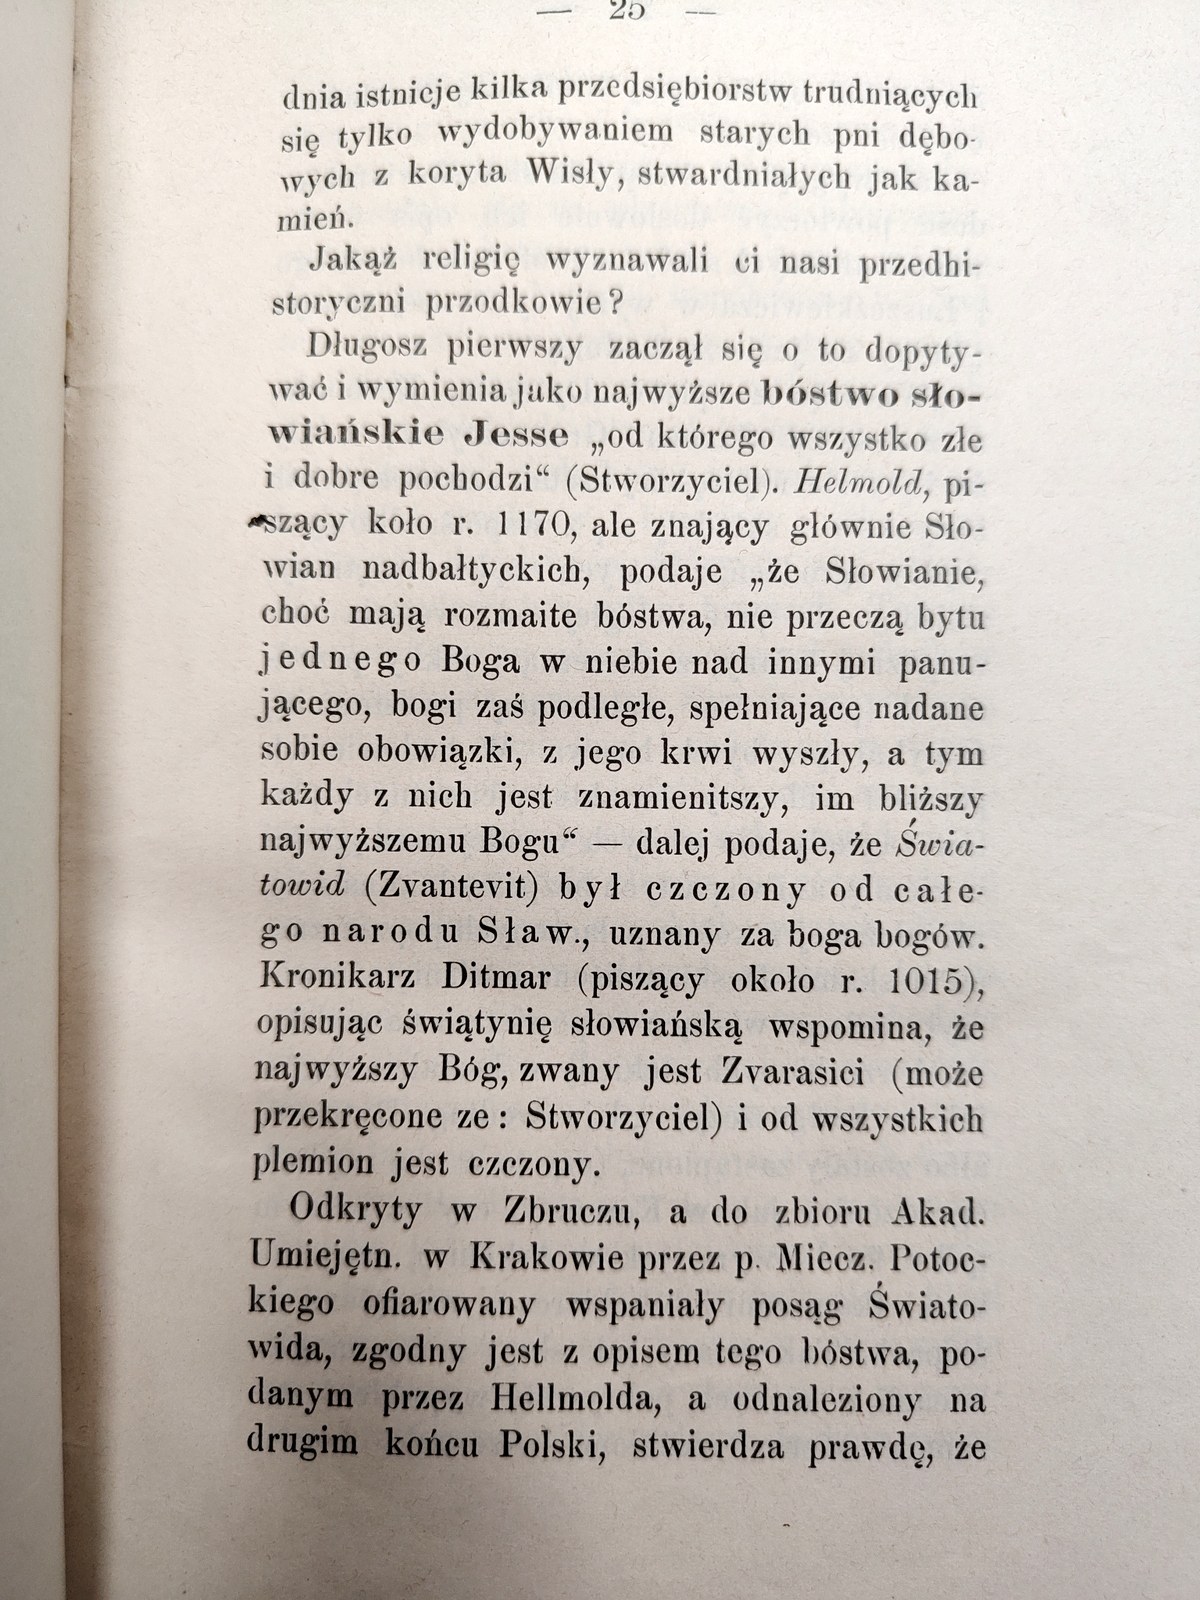 — 25 —
dnia istnieje kilka przedsiębiorstw trudniących
się tylko wydobywaniem starych pni dębo-
wych z koryta Wisły, stwardniałych jak ka-
mień.
Jakąż religię wyznawali ci nasi przedhi-
storyczni przodkowie?
Długosz pierwszy zaczął się o to dopyty-
wać i wymienia jako najwyższe bóstwo sło-
wiańskie Jesse „od którego wszystko złe
i dobre pochodzi“ (Stworzyciel). Helmold, pi-
szący koło r. 1170, ale znający głównie Sło-
wian nadbałtyckich, podaje „że Słowianie,
choć mają rozmaite bóstwa, nie przeczą bytu
jednego Boga w niebie nad innymi panu-
jącego, bogi zaś podległe, spełniające nadane
sobie obowiązki, z jego krwi wyszły, a tym
każdy z nich jest znamienitszy, im bliższy
najwyższemu Bogu“ — dalej podaje, że Świa-
towid (Zvantevit) był czczony od całe-
go narodu Sław., uznany za boga bogów.
Kronikarz Ditmar (piszący około r. 1015),
opisując świątynię słowiańską wspomina, że
najwyższy Bóg, zwany jest Zvarasici (może
przekręcone ze: Stworzyciel) i od wszystkich
plemion jest czczony.
Odkryty w Zbruczu, a do zbioru Akad.
Umiejętn. w Krakowie przez p. Miecz. Potoc-
kiego ofiarowany wspaniały posąg Świato-
wida, zgodny jest z opisem tego bóstwa, po-
danym przez Hellmolda, a odnaleziony na
drugim końcu Polski, stwierdza prawdę, że